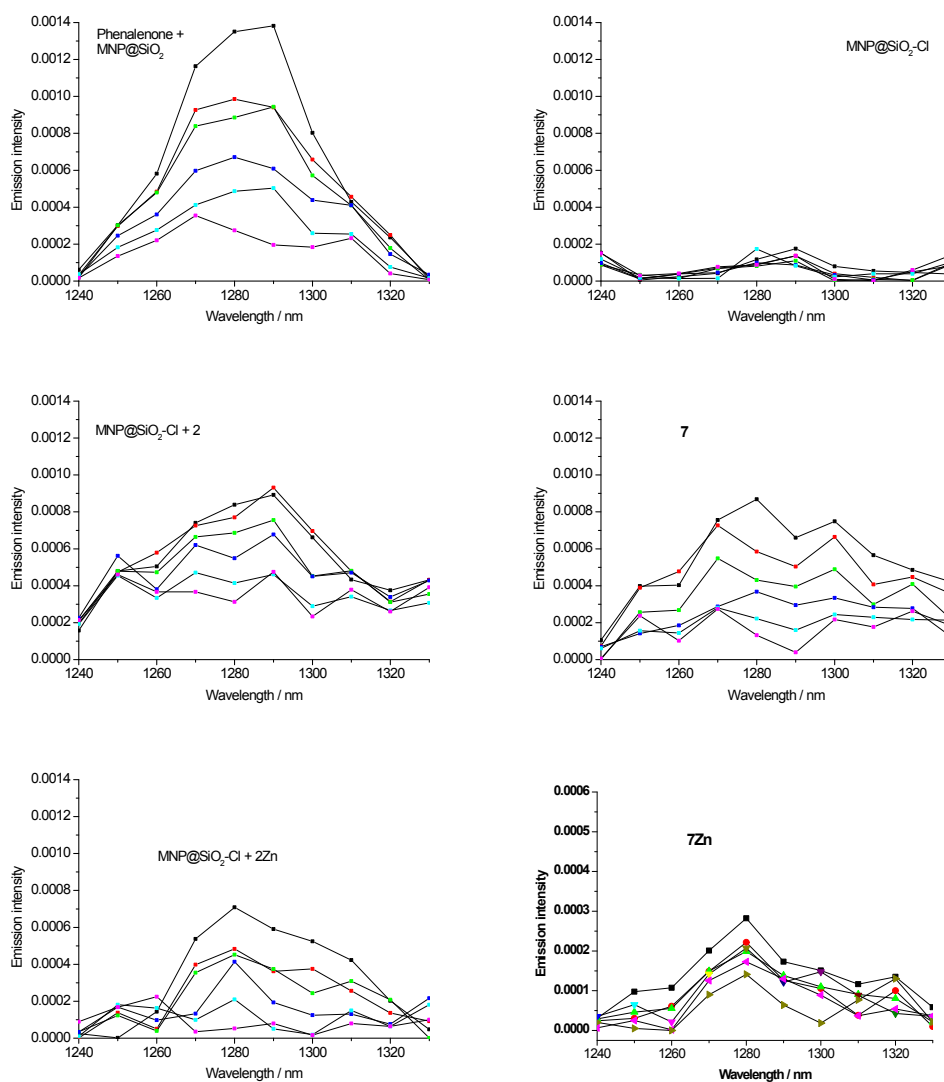 0.0014
0.0012
0.0010
0.0008
0.0006
0.0004
0.0002
0.0000
Emission intensity
Phenalenone +
MNP@SiO2
1240 1260 1280 1300 1320
Wavelength / nm
0.0014
0.0012
0.0010
0.0008
0.0006
0.0004
0.0002
0.0000
Emission intensity
MNP@SiO2-Cl
1240 1260 1280 1300 1320
Wavelength / nm
0.0014
0.0012
0.0010
0.0008
0.0006
0.0004
0.0002
0.0000
Emission intensity
MNP@SiO2-Cl + 2
1240 1260 1280 1300 1320
Wavelength / nm
0.0014
0.0012
0.0010
0.0008
0.0006
0.0004
0.0002
0.0000
Emission intensity
7
1240 1260 1280 1300 1320
Wavelength / nm
0.0014
0.0012
0.0010
0.0008
0.0006
0.0004
0.0002
0.0000
Emission intensity
MNP@SiO2-Cl + 2Zn
1240 1260 1280 1300 1320
Wavelength / nm
0.0006
0.0005
0.0004
0.0003
0.0002
0.0001
0.0000
Emission intensity
7Zn
1240 1260 1280 1300 1320
Wavelength / nm